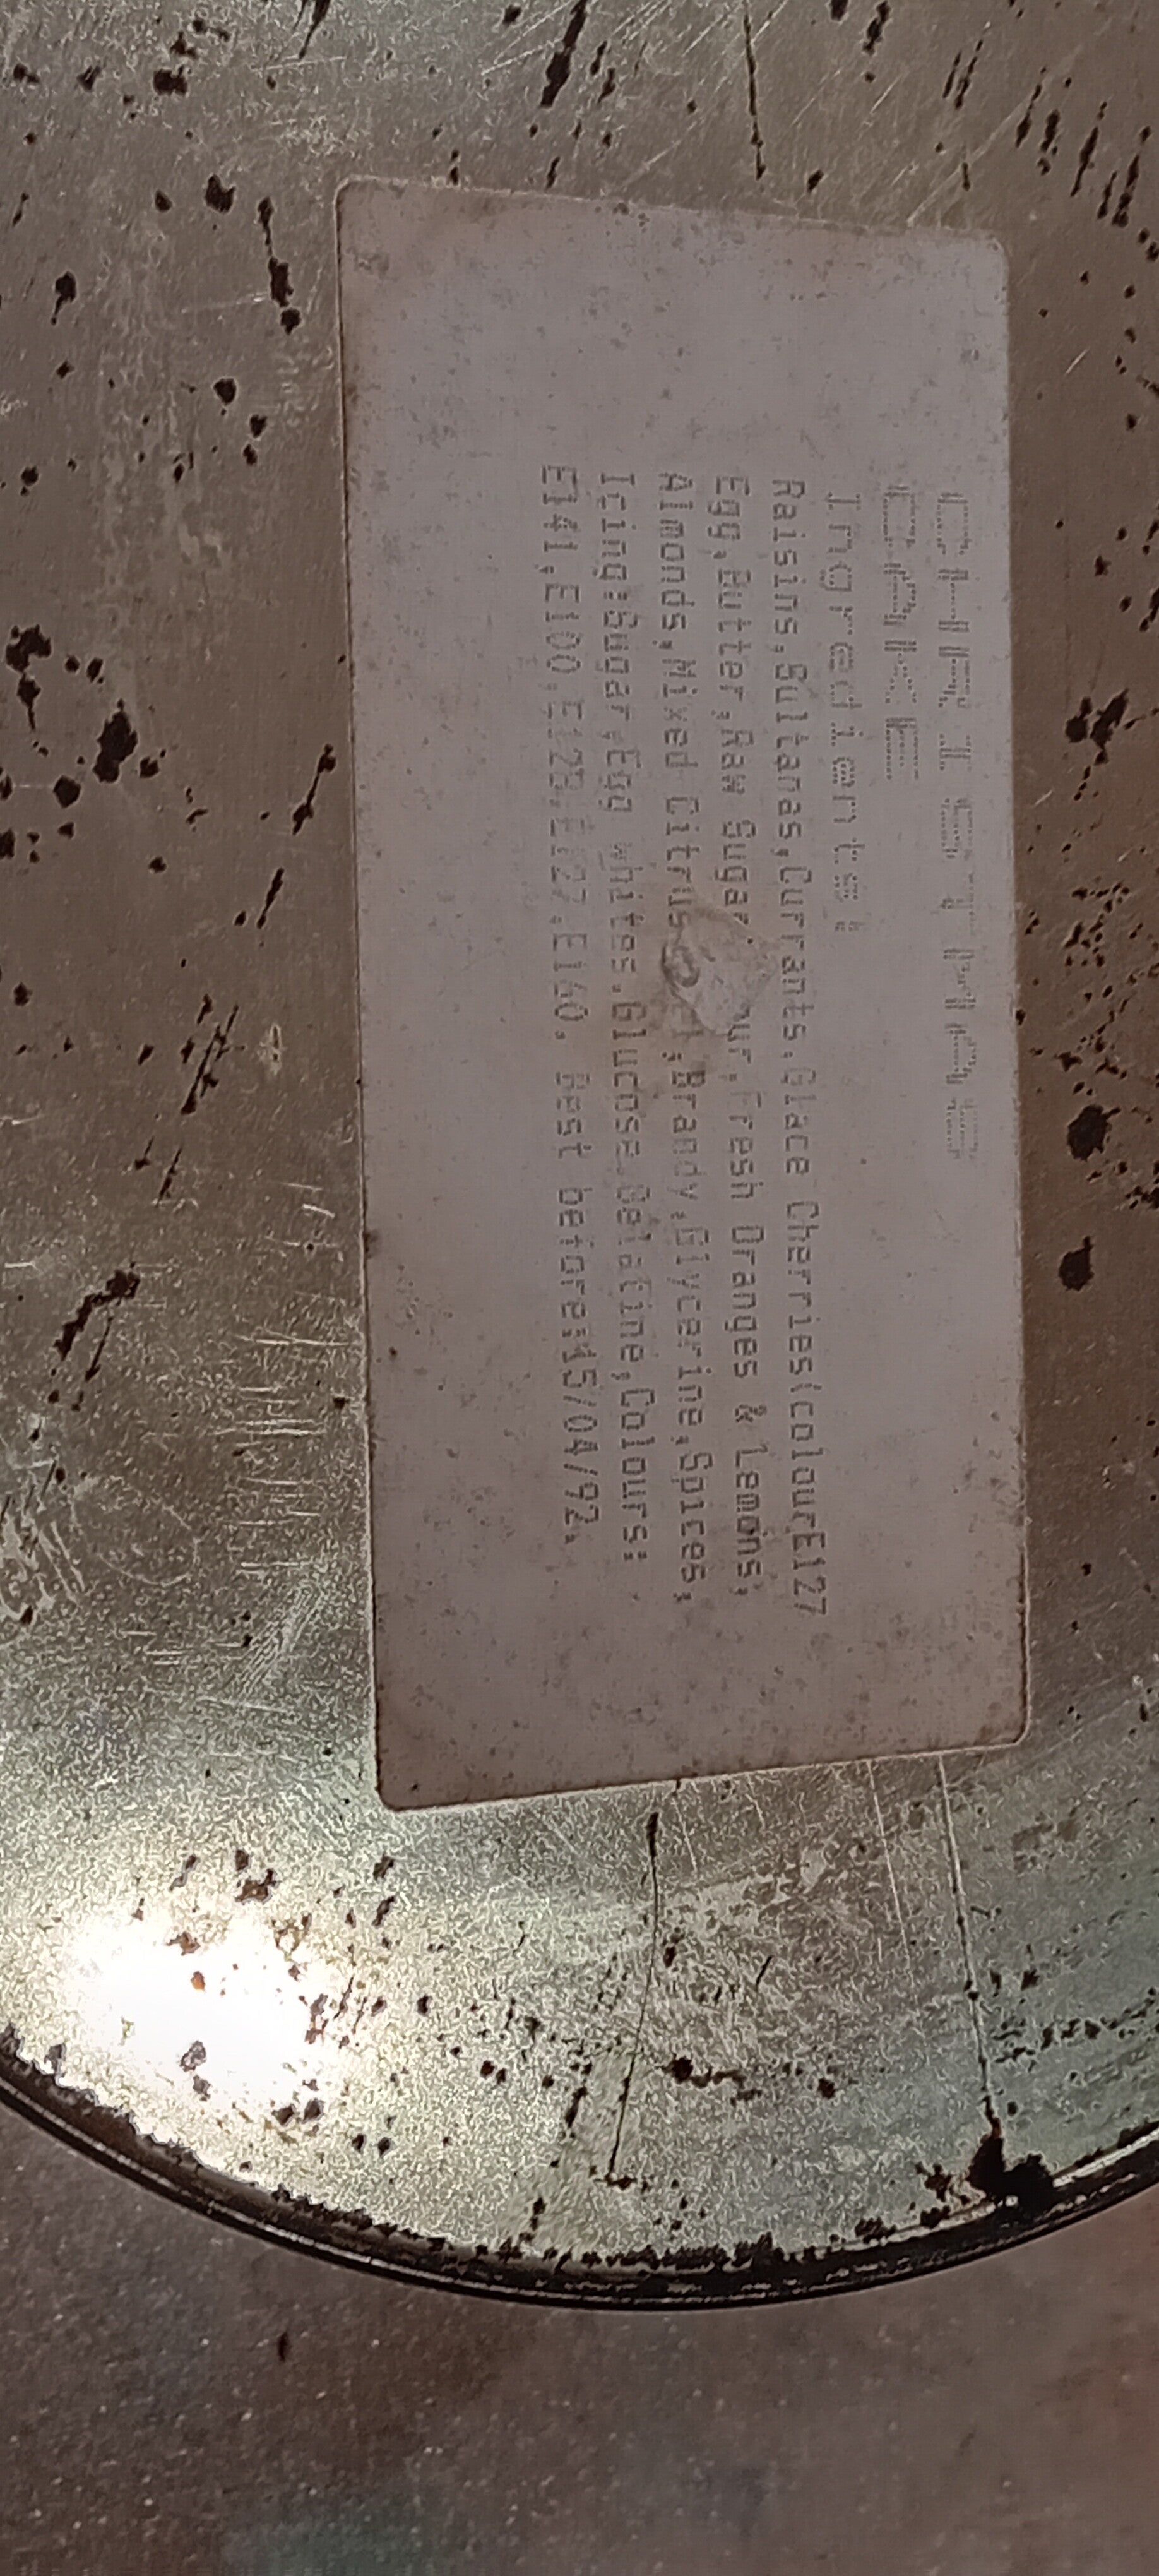 CHRISTMAS
CAKE
Ingredients:
Raisins,Sultanas,Currants,Glace Cherries(colourE127
Egg,Butter,Raw Sugar Fresh Oranges & Lemons,
Almonds,Mixed Citrus ,Brandy,Glycerine,Spices,
Icing:Sugar,Egg whites,Glucose,Gelatine,Colours:
E141,E100,E128,E127,E160. Best before:15/04/92.